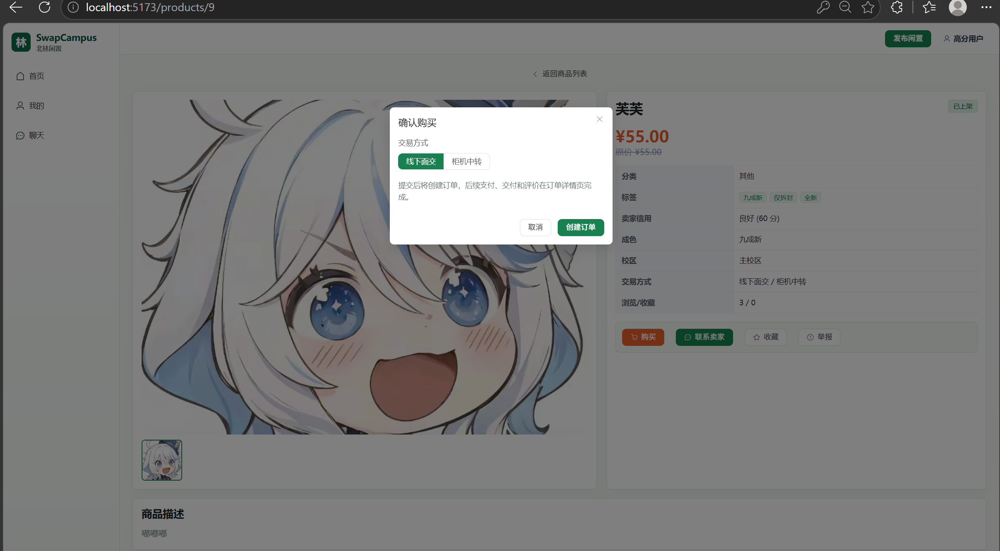 localhost:5173/products/9
林
SwapCampus
北林闲置
发布闲置
高分用户
首页
我的
聊天
返回商品列表
确认购买
交易方式
线下面交
柜机中转
提交后将创建订单，后续支付、交付和评价在订单详情页完
成。
取消
创建订单
芙芙
已上架
¥55.00
原价 ¥55.00
分类 其他
标签 九成新 仅拆封 全新
卖家信用 良好 (60 分)
成色 九成新
校区 主校区
交易方式 线下面交 / 柜机中转
浏览/收藏 3 / 0
购买
联系卖家
收藏
举报
商品描述
嘟嘟嘟